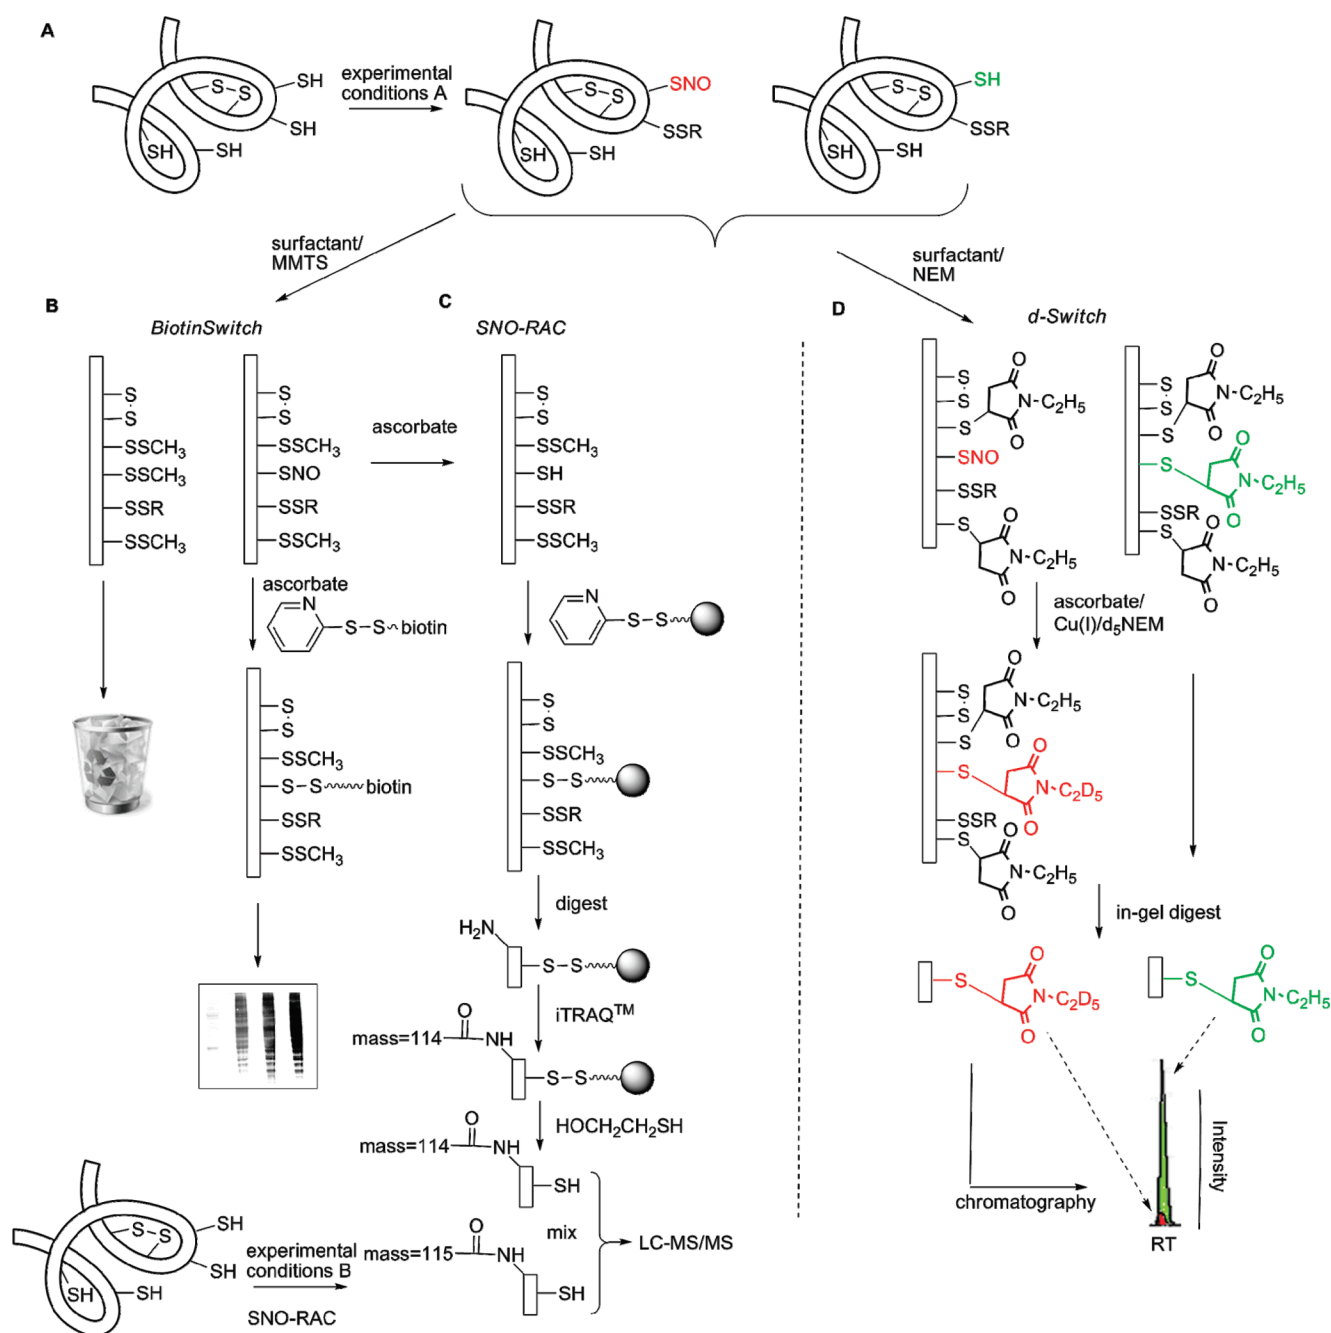 A
SH
SH
SH
SH
S-S
experimental
conditions A
SNO
SSR
SH
SH
S-S
SH
SSR
SH
SH
S-S
surfactant/
MMTS
surfactant/
NEM
B
BiotinSwitch
C
SNO-RAC
D
d-Switch
S
S
SSCH3
SSCH3
SSR
SSCH3
S
S
SSCH3
SNO
SSR
SSCH3
ascorbate
S
S
SSCH3
SH
SSR
SSCH3
S
S
S
O
N-C2H5
O
SNO
SSR
S
O
N-C2H5
O
S
S
S
O
N-C2H5
O
S
O
N-C2H5
O
SSR
S
O
N-C2H5
O
ascorbate
N
S-S
biotin
N
S-S
ascorbate/
Cu(I)/d5NEM
S
S
SSCH3
S-S
biotin
SSR
SSCH3
S
S
SSCH3
S-S
SSR
SSCH3
S
S
S
O
N-C2H5
O
S
O
N-C2D5
O
SSR
S
O
N-C2H5
O
digest
H2N
S-S
iTRAQTM
mass=114
O
NH
S-S
HOCH2CH2SH
mass=114
O
NH
SH
mix
mass=115
O
NH
SH
LC-MS/MS
SH
SH
SH
SH
S-S
experimental
conditions B
SNO-RAC
in-gel digest
S
O
N-C2D5
O
S
O
N-C2H5
O
chromatography
Intensity
RT